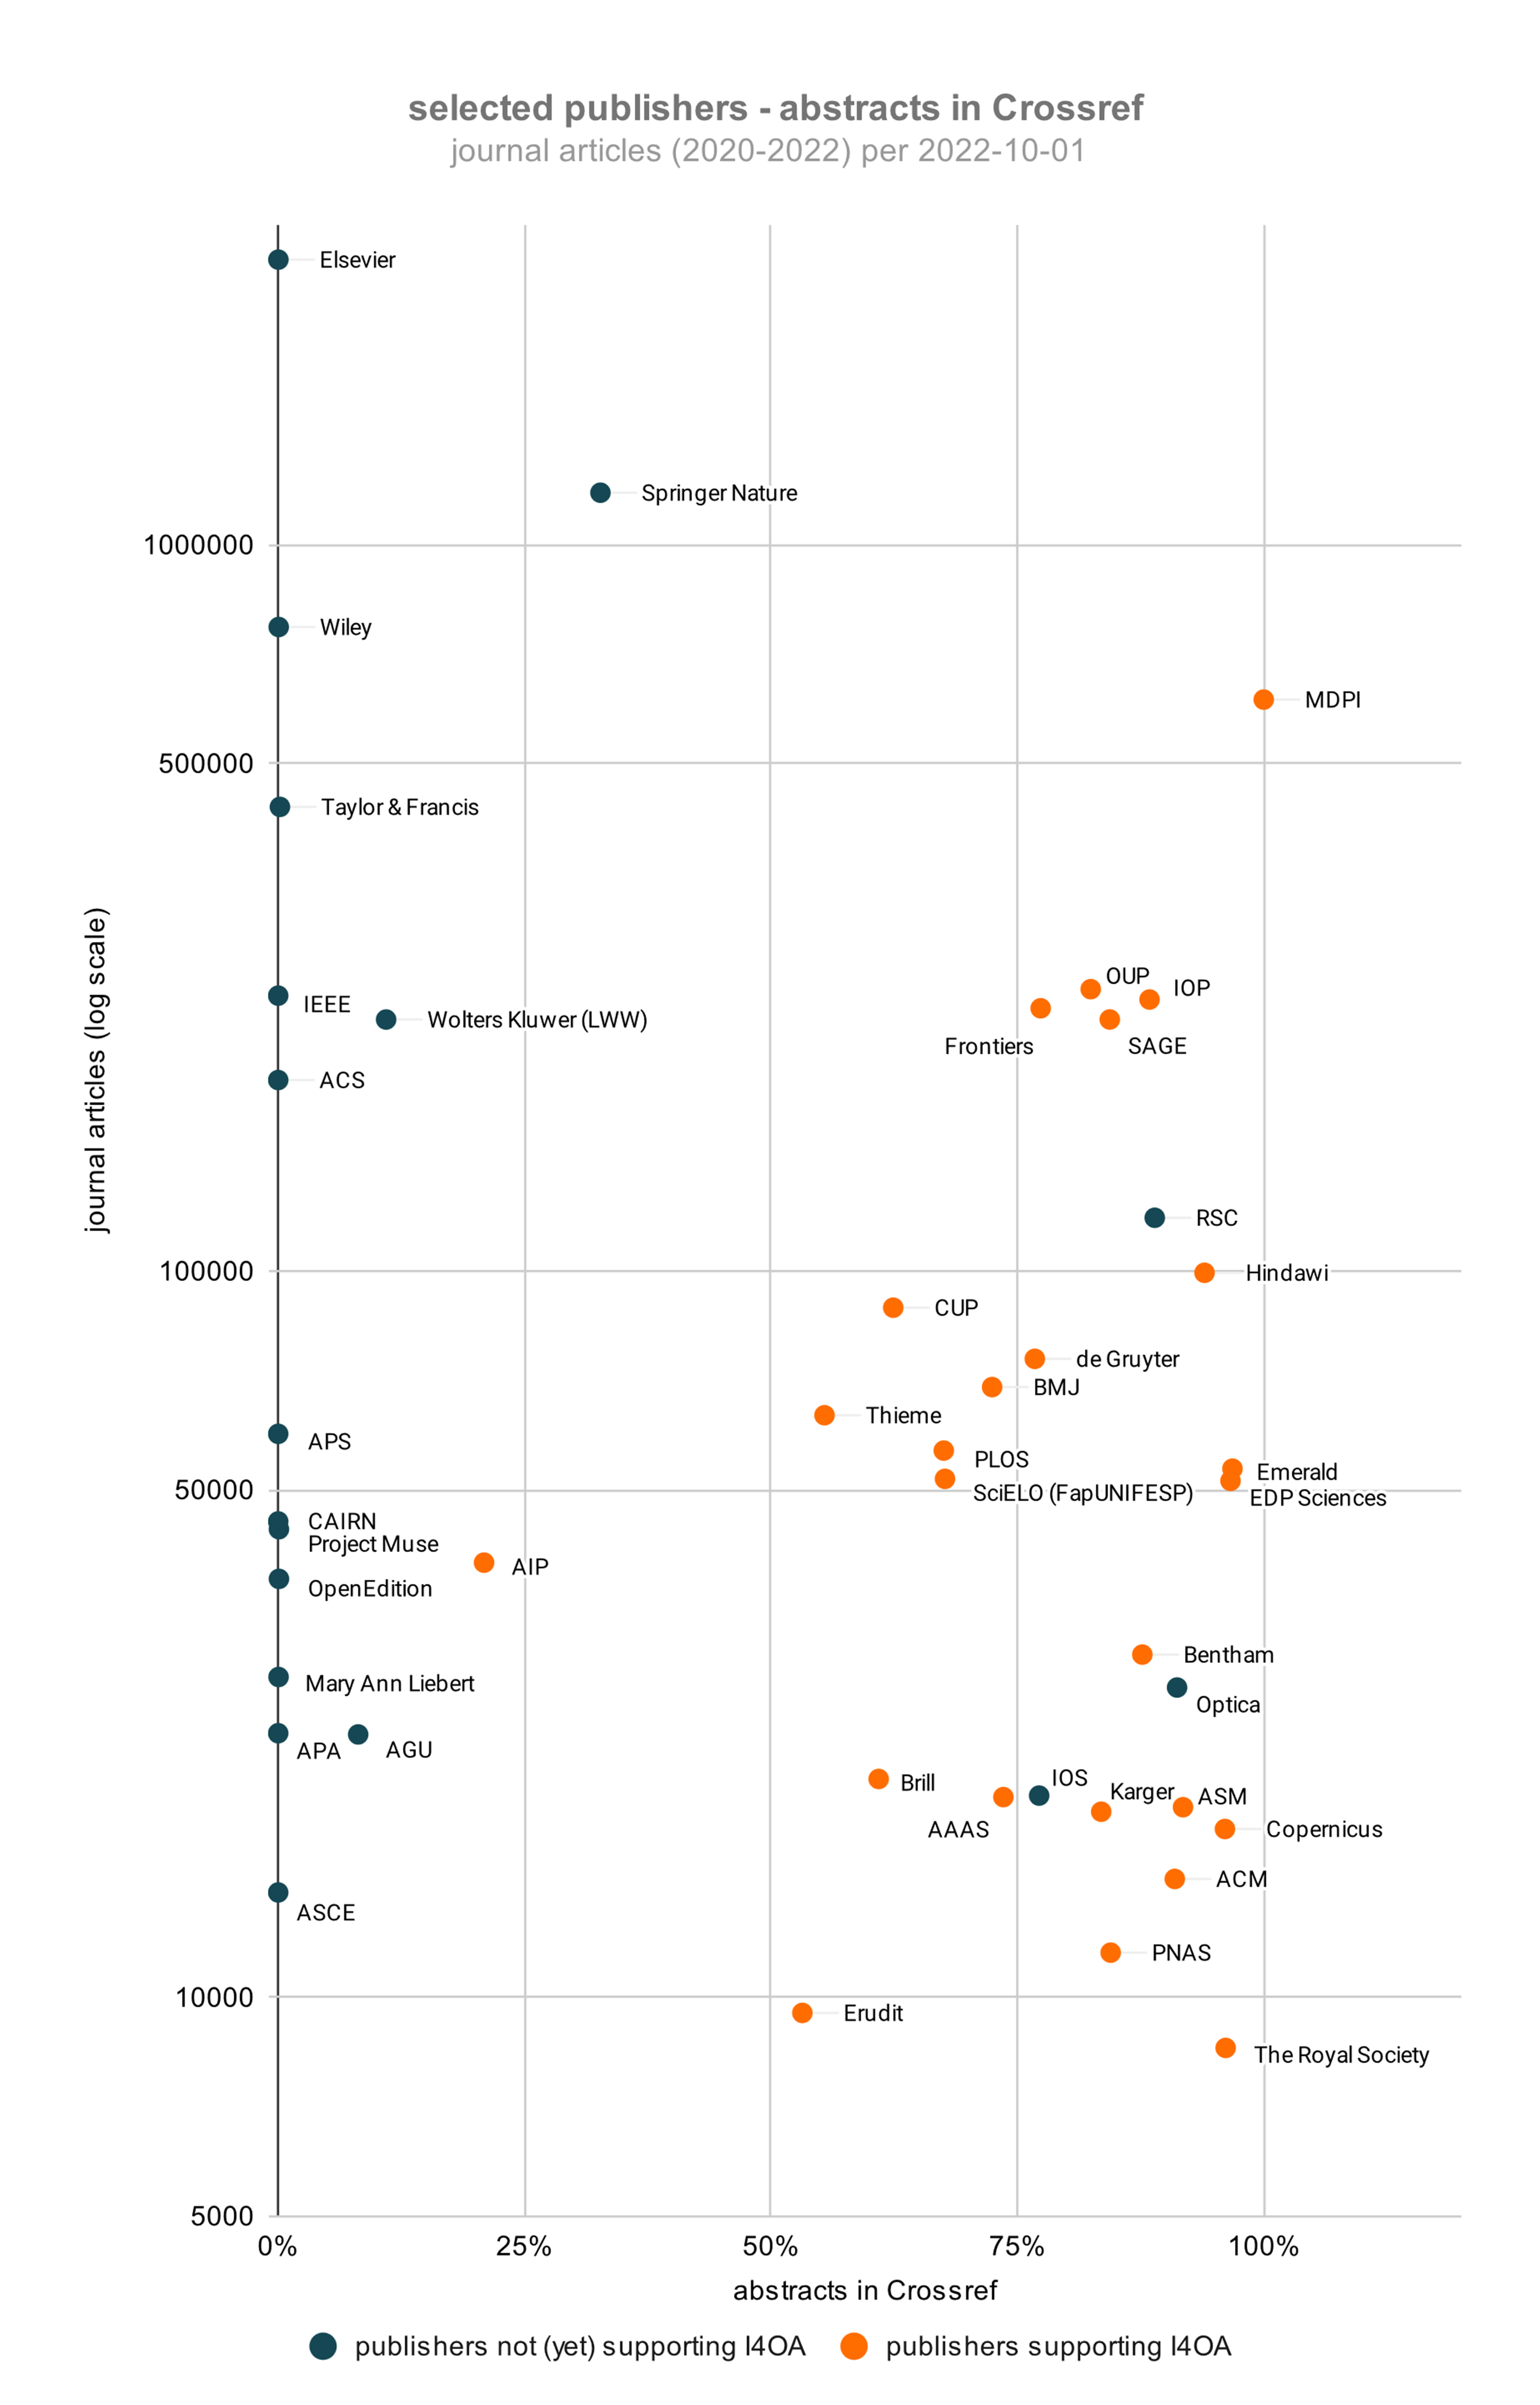 selected publishers - abstracts in Crossref
journal articles (2020-2022) per 2022-10-01
Elsevier
Springer Nature
1000000
Wiley
MDPI
500000
Taylor & Francis
journal articles (log scale)
OUP
IOP
IEEE
Wolters Kluwer (LWW)
Frontiers
SAGE
ACS
RSC
100000
Hindawi
CUP
de Gruyter
BMJ
Thieme
APS
PLOS
Emerald
50000
SciELO (FapUNIFESP)
EDP Sciences
CAIRN
Project Muse
AIP
OpenEdition
Bentham
Mary Ann Liebert
Optica
APA
AGU
IOS
Brill
Karger
ASM
AAAS
Copernicus
ACM
ASCE
PNAS
10000
Erudit
The Royal Society
5000
0%
25%
50%
75%
100%
abstracts in Crossref
publishers not (yet) supporting I4OA
publishers supporting I4OA